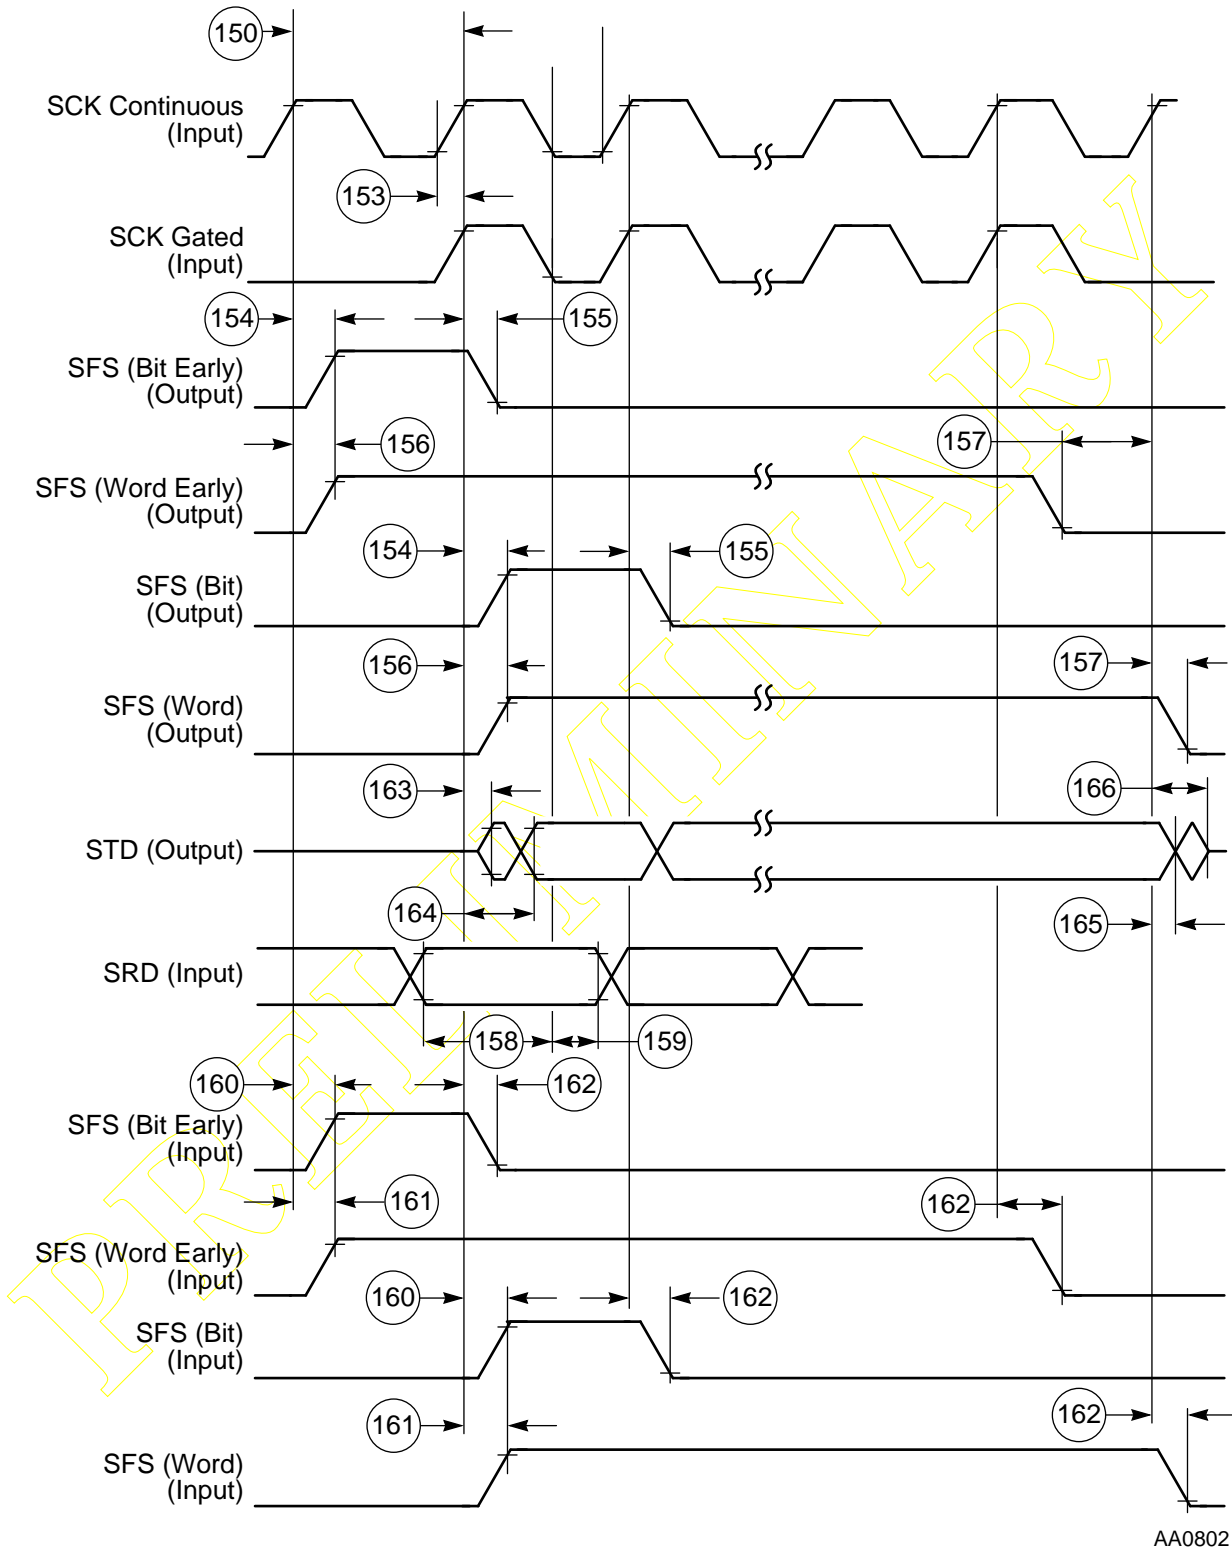 150
SCK Continuous
(Input)
153
SCK Gated
(Input)
154
155
SFS (Bit Early)
(Output)
156
157
SFS (Word Early)
(Output)
154
155
SFS (Bit)
(Output)
156
157
SFS (Word)
(Output)
163
166
STD (Output)
164
165
SRD (Input)
158
159
160
162
SFS (Bit Early)
(Input)
161
162
SFS (Word Early)
(Input)
160
162
SFS (Bit)
(Input)
161
162
SFS (Word)
(Input)
AA0802
PRELIMINARY